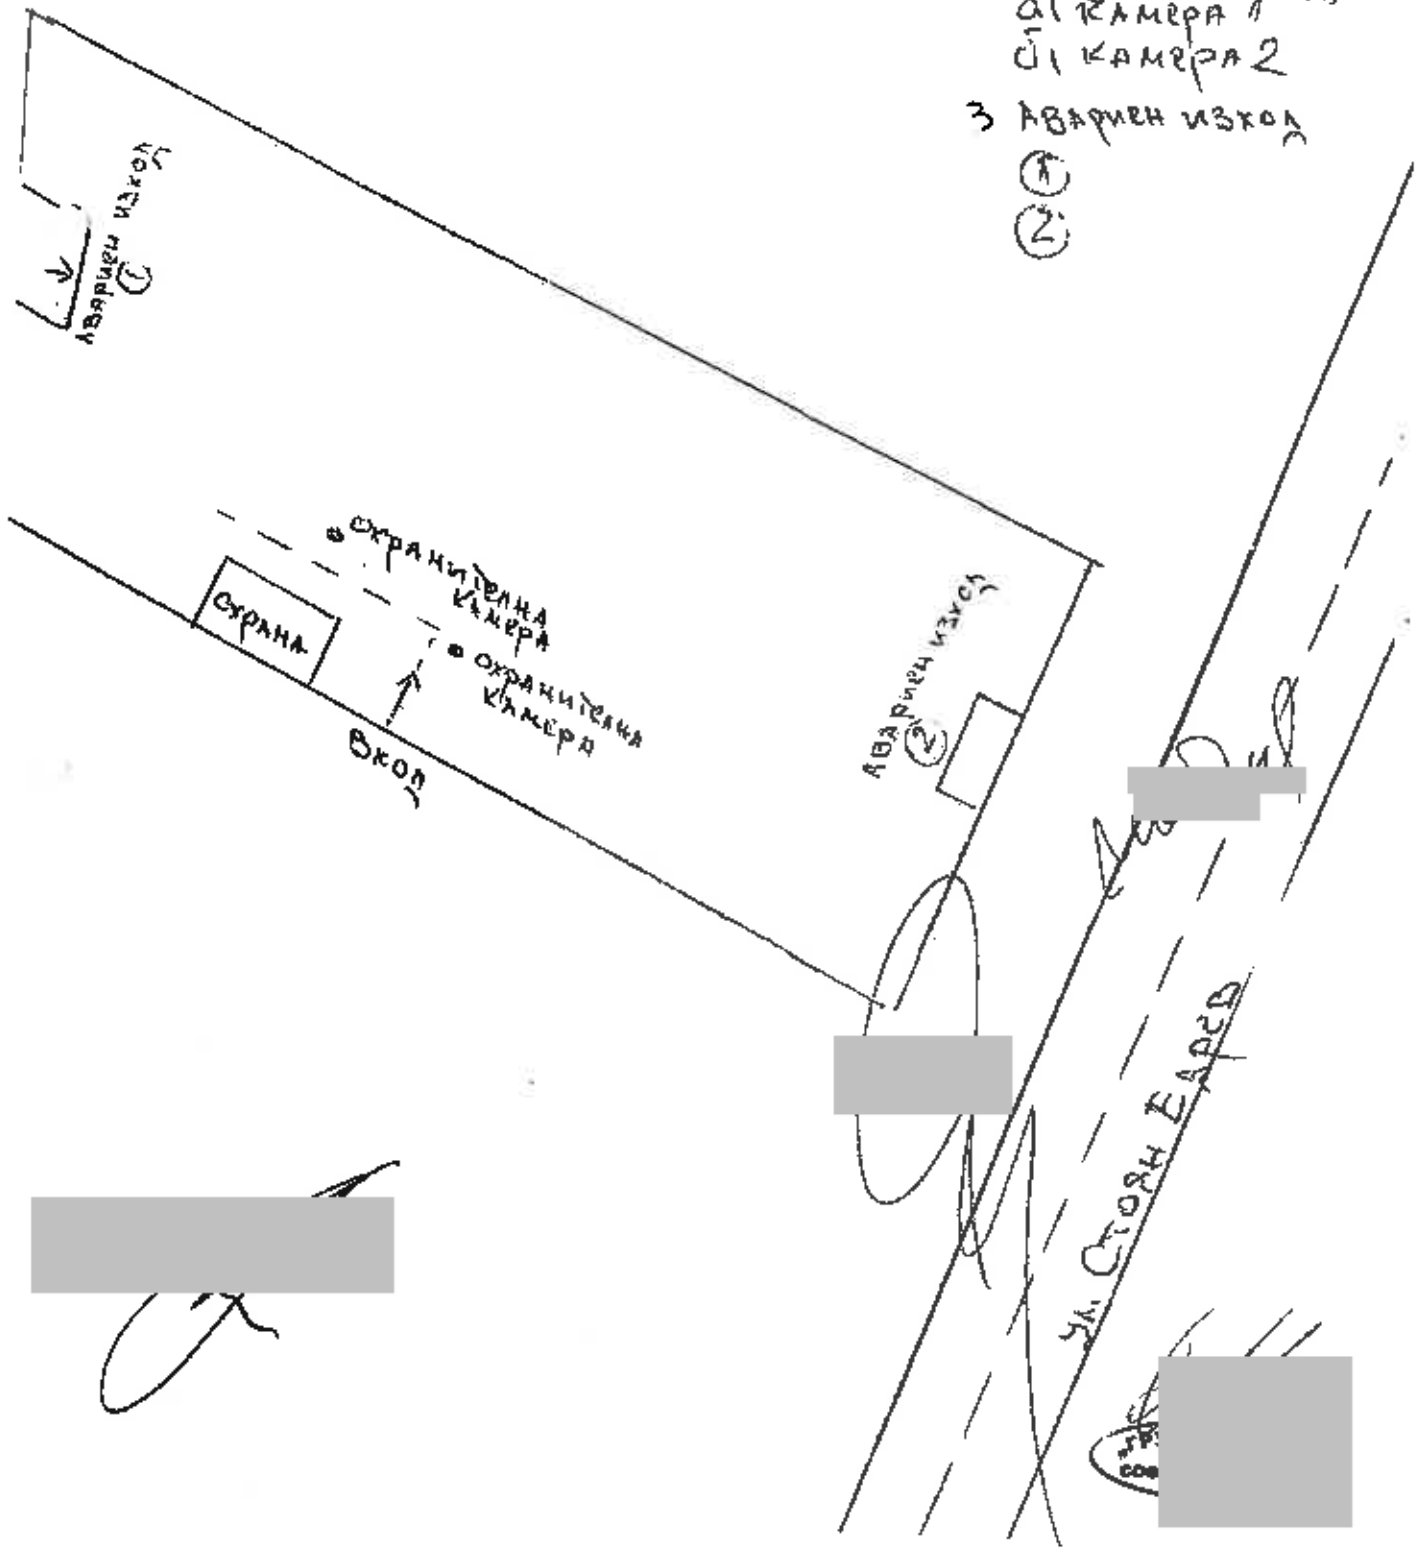 а) КАМЕРА 1
б) КАМЕРА 2
3 АВАРИЕН ИЗХОД
①
②
АВАРИЕН ИЗХОД
①
ОХРАНИТЕЛНА
КАМЕРА
ОХРАНА
ОХРАНИТЕЛНА
КАМЕРА
ВХОД
АВАРИЕН ИЗХОД
②
ул. СТОЯН ЕДРЕВ